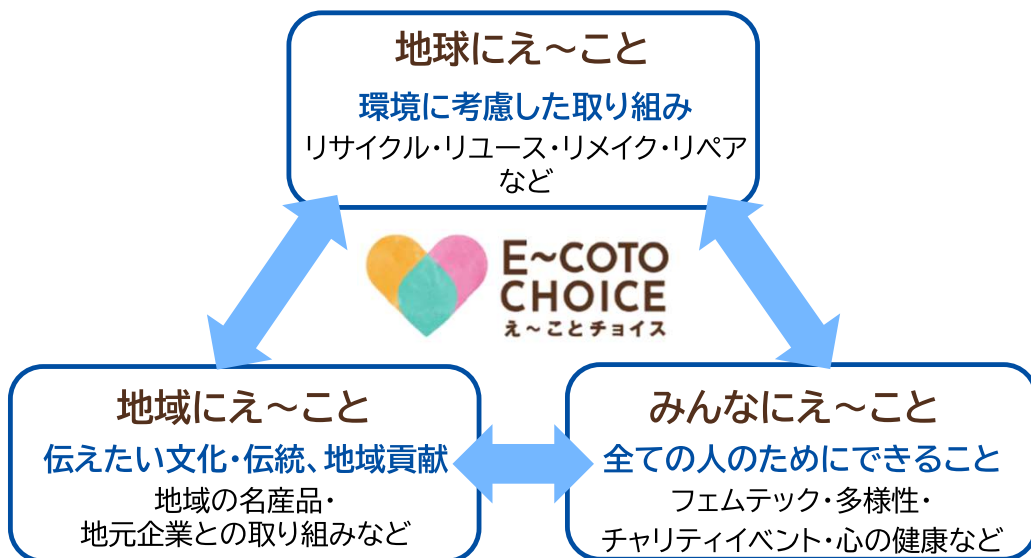 地球にえ～こと
環境に考慮した取り組み
リサイクル・リユース・リメイク・リペア
など
E~COTO
CHOICE
え～ことチョイス
地域にえ～こと
伝えたい文化・伝統、地域貢献
地域の名産品・
地元企業との取り組みなど
みんなにえ～こと
全ての人のためにできること
フェムテック・多様性・
チャリティイベント・心の健康など